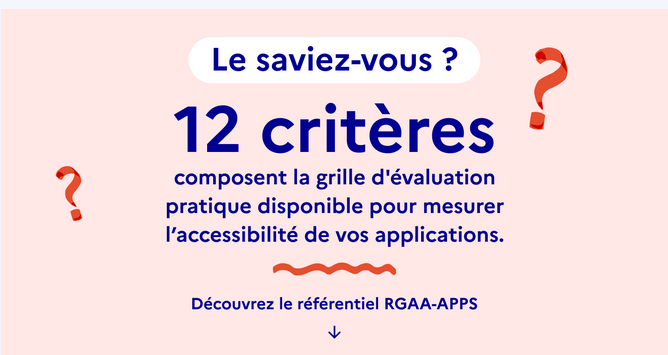 Le saviez-vous ?
12 critères
composent la grille d'évaluation
pratique disponible pour mesurer
l’accessibilité de vos applications.
Découvrez le référentiel RGAA-APPS